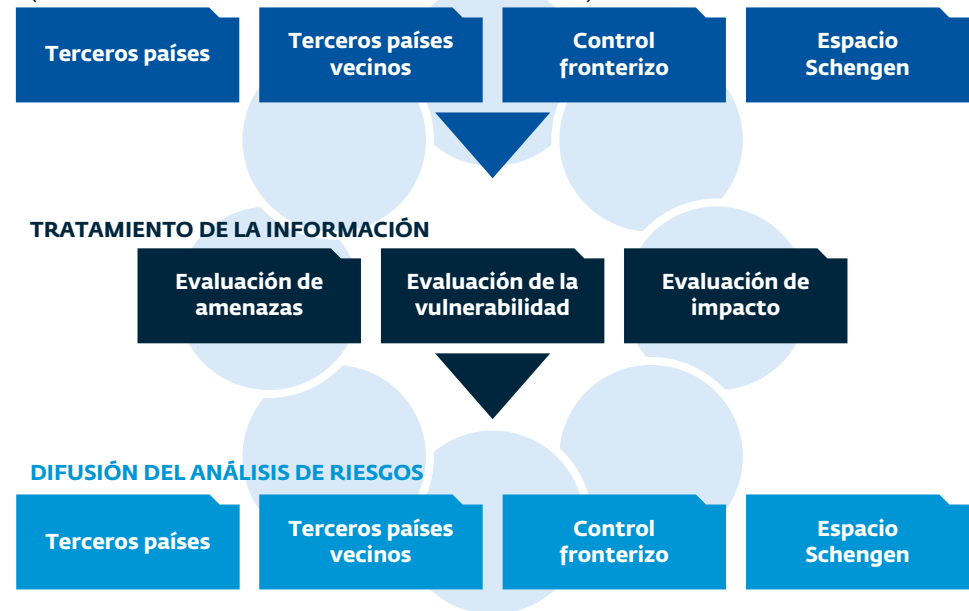 Terceros países
Terceros países
vecinos
Control
fronterizo
Espacio
Schengen
TRATAMIENTO DE LA INFORMACIÓN
Evaluación de
amenazas
Evaluación de la
vulnerabilidad
Evaluación de
impacto
DIFUSIÓN DEL ANÁLISIS DE RIESGOS
Terceros países
Terceros países
vecinos
Control
fronterizo
Espacio
Schengen